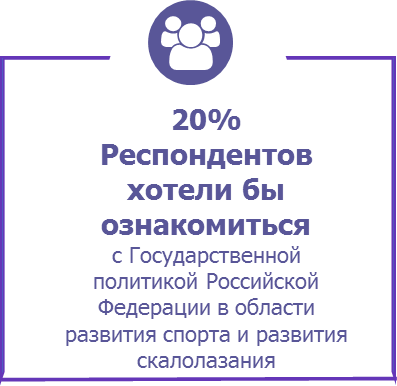 20%
Респондентов
хотели бы
ознакомиться
с Государственной
политикой Российской
Федерации в области
развития спорта и развития
скалолазания